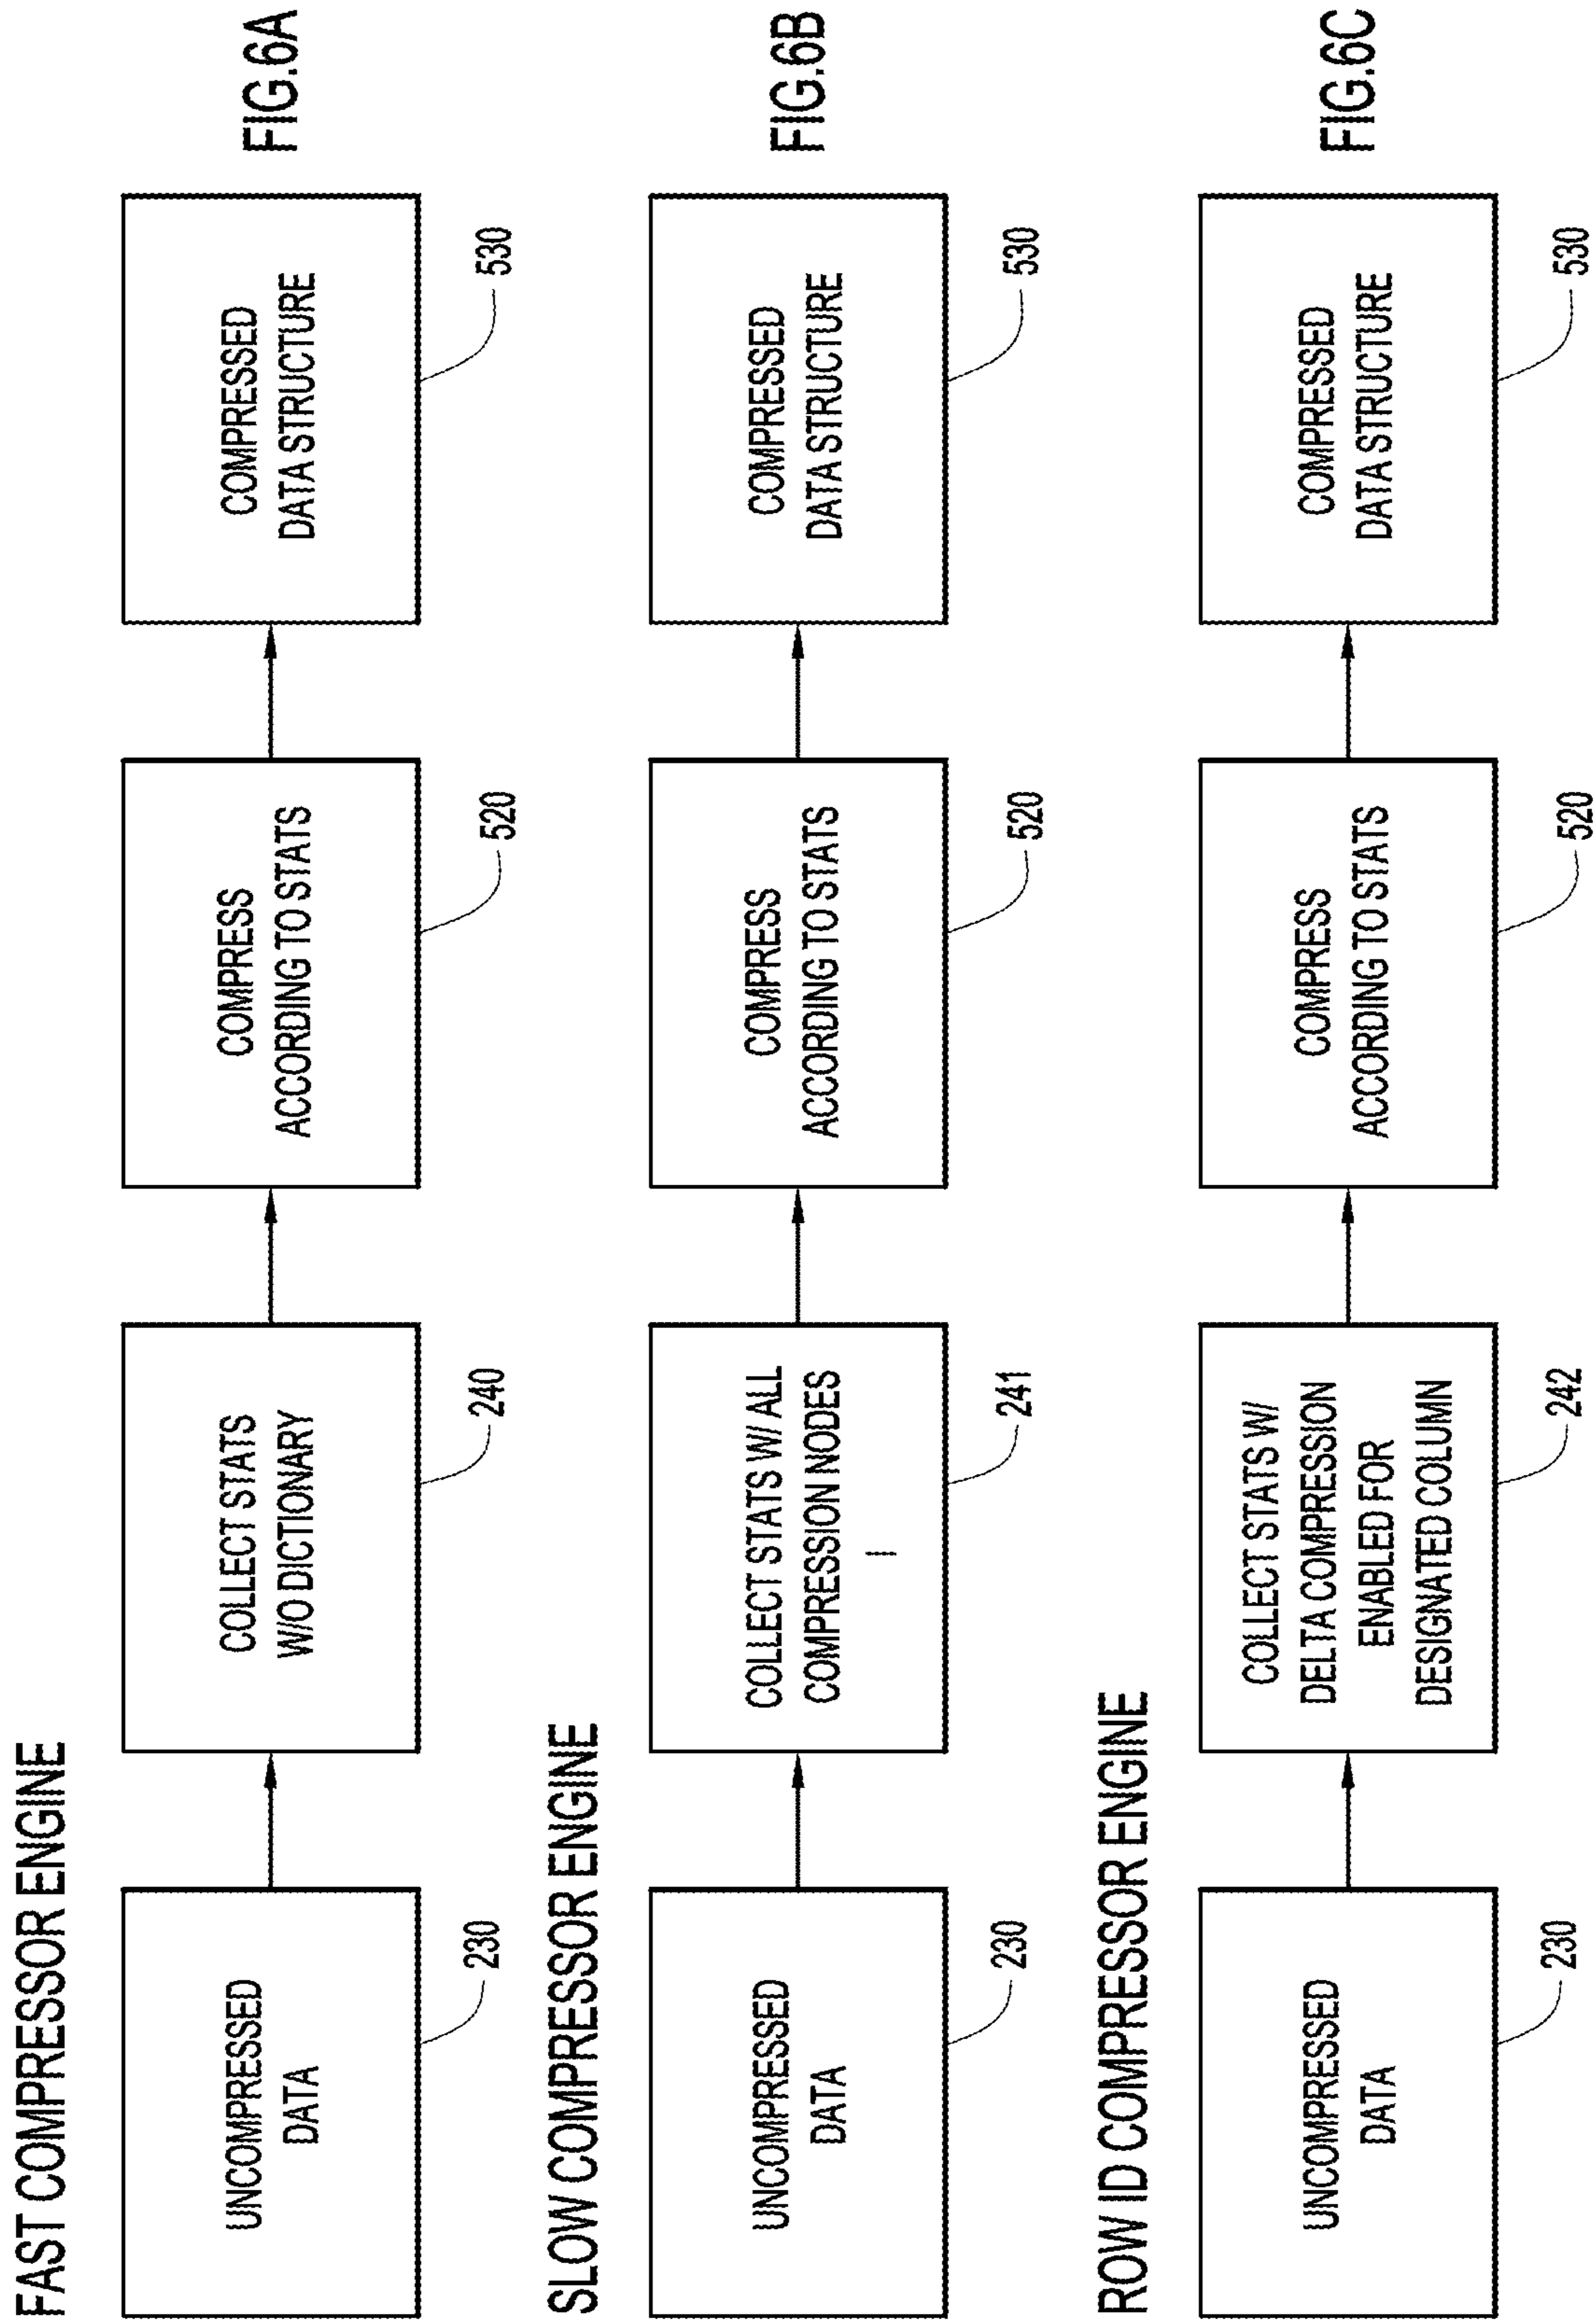 FAST COMPRESSOR ENGINE
UNCOMPRESSED
DATA
230
COLLECT STATS
W/O DICTIONARY
240
COMPRESS
ACCORDING TO STATS
520
COMPRESSED
DATA STRUCTURE
530
FIG.6A
SLOW COMPRESSOR ENGINE
UNCOMPRESSED
DATA
230
COLLECT STATS W/ ALL
COMPRESSION NODES
241
COMPRESS
ACCORDING TO STATS
520
COMPRESSED
DATA STRUCTURE
530
FIG.6B
ROW ID COMPRESSOR ENGINE
UNCOMPRESSED
DATA
230
COLLECT STATS W/
DELTA COMPRESSION
ENABLED FOR
DESIGNATED COLUMN
242
COMPRESS
ACCORDING TO STATS
520
COMPRESSED
DATA STRUCTURE
530
FIG.6C